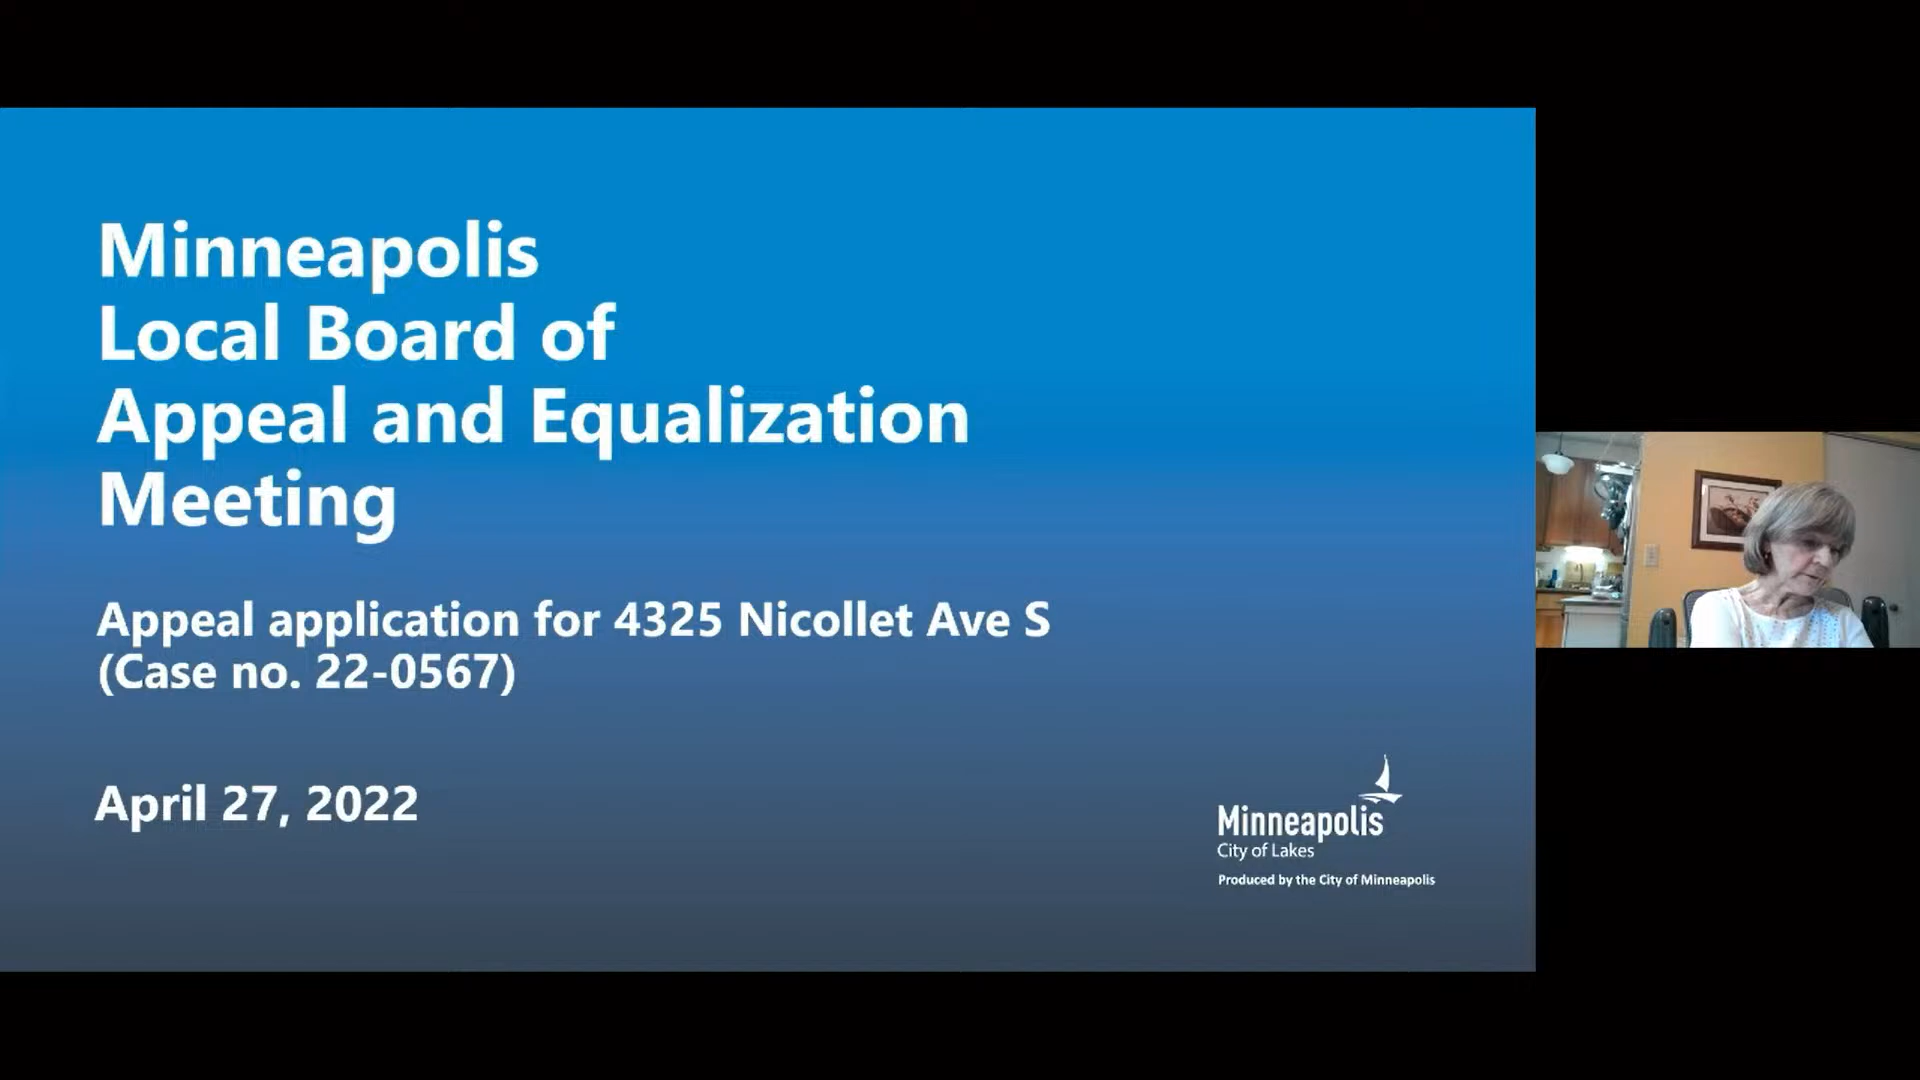 Minneapolis
Local Board of
Appeal and Equalization
Meeting
Appeal application for 4325 Nicollet Ave S
(Case no. 22-0567)
April 27, 2022
Minneapolis
City of Lakes
Produced by the City of Minneapolis